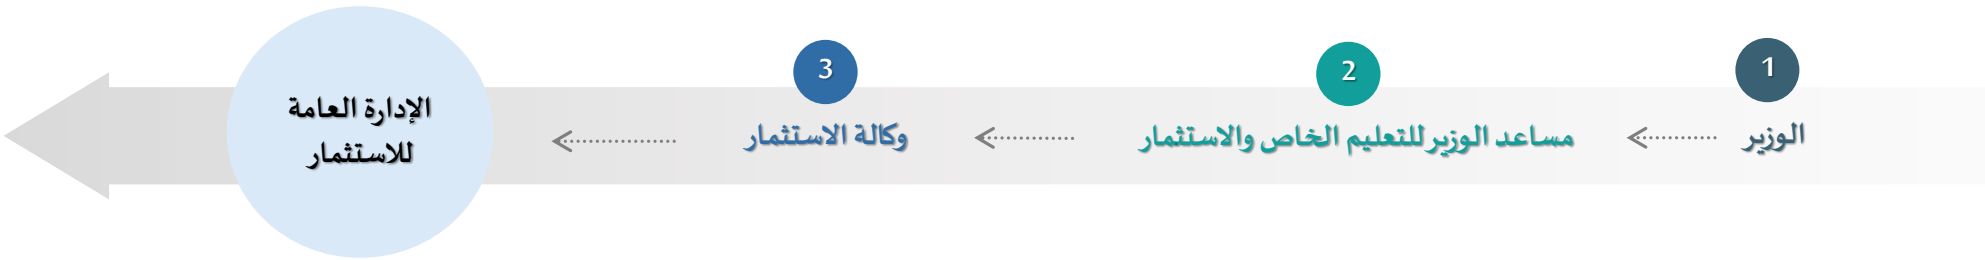 1
الوزير
2
مساعد الوزير للتعليم الخاص والاستثمار
3
وكالة الاستثمار
الإدارة العامة
للاستثمار